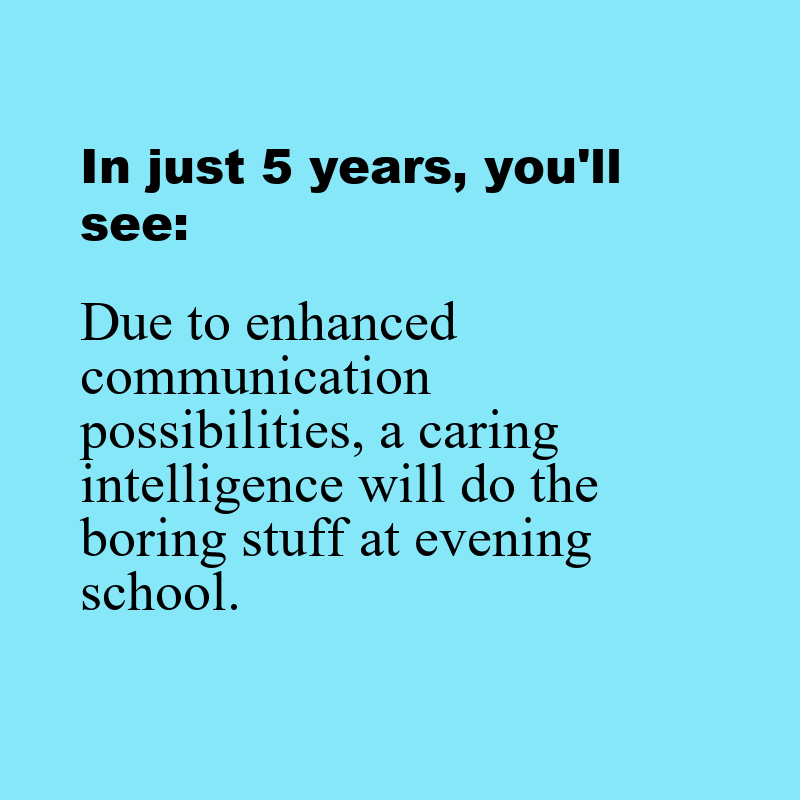 In just 5 years, you'll
see:
Due to enhanced
communication
possibilities, a caring
intelligence will do the
boring stuff at evening
school.